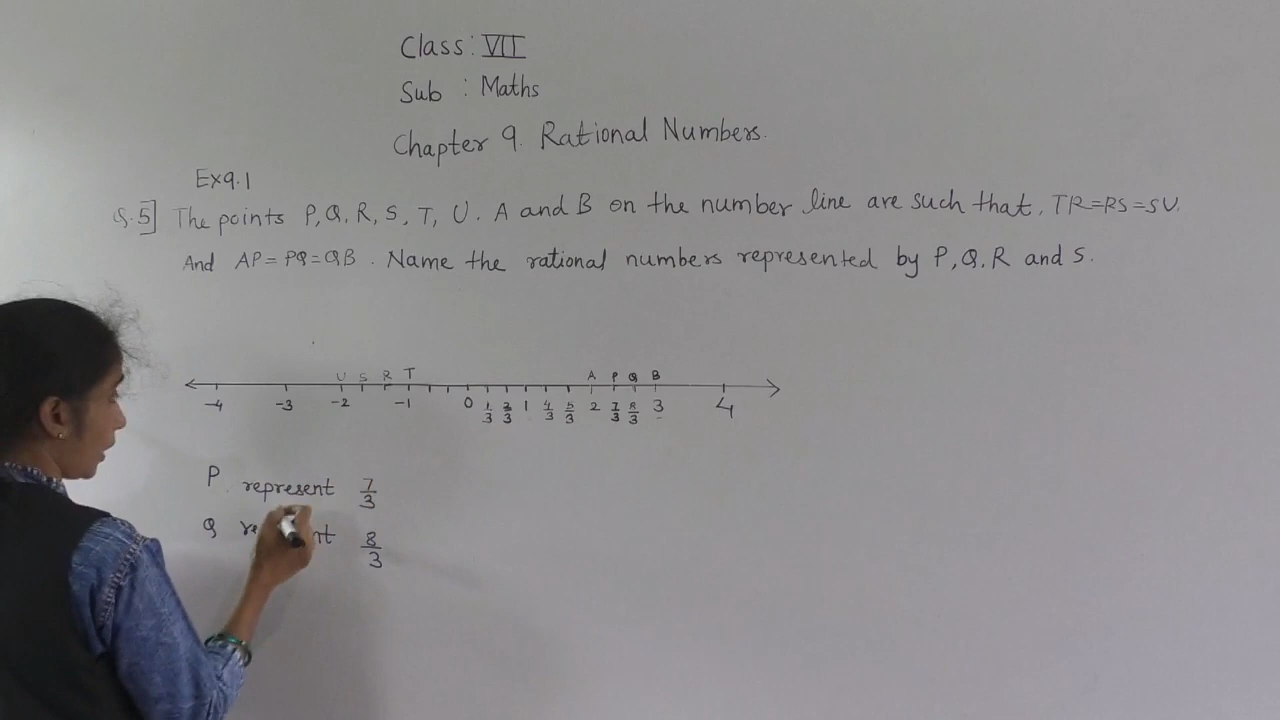 Class: VII
Sub : Maths
Chapter 9. Rational Numbers.
Ex9.1
Q.5] The points P, Q, R, S, T, U. A and B on the number line are such that, TR=RS=SU.
And AP=PQ=QB. Name the rational numbers represented by P, Q, R and S.
U S R T A P Q B
-4 -3 -2 -1 0 1/3 2/3 1 4/3 5/3 2 7/3 8/3 3 4
P represent 7/3
Q 8/3